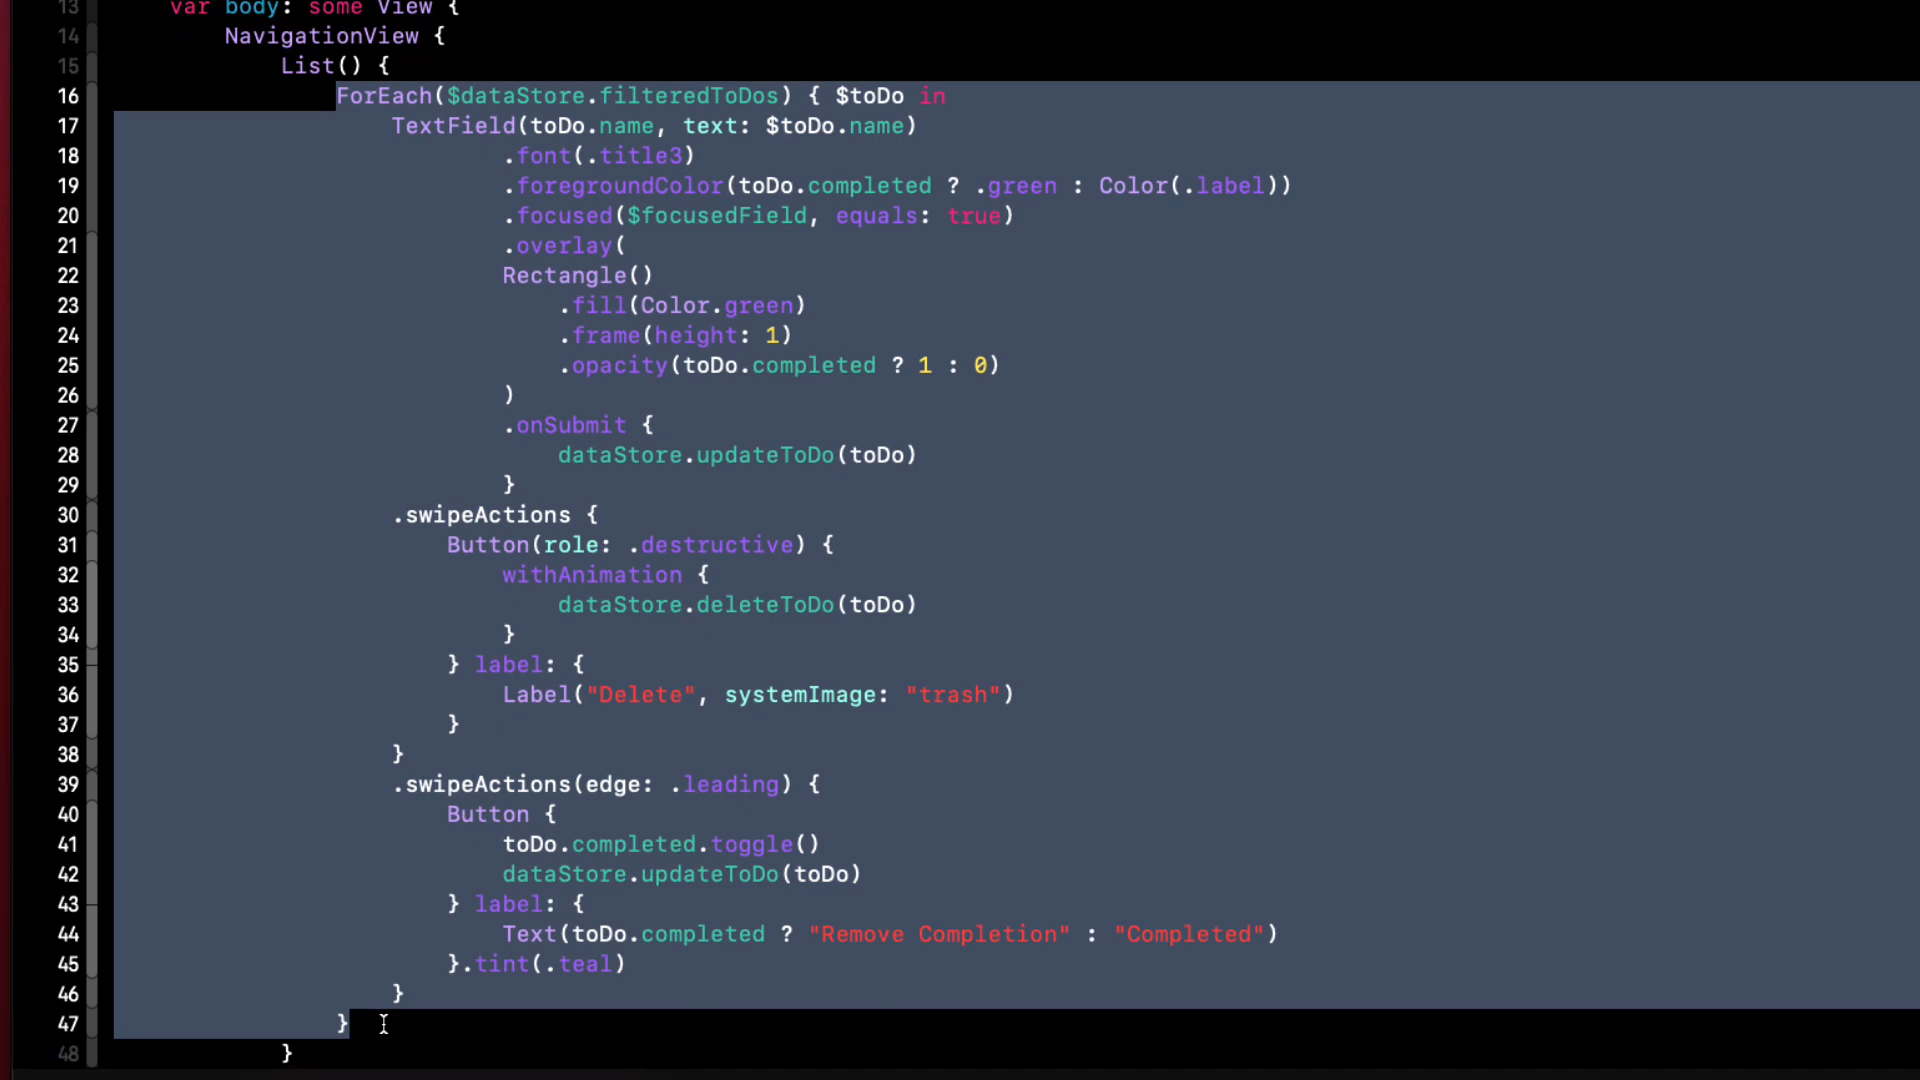 13 var body: some View {
14 NavigationView {
15 List() {
16 ForEach($dataStore.filteredToDos) { $toDo in
17 TextField(toDo.name, text: $toDo.name)
18 .font(.title3)
19 .foregroundColor(toDo.completed ? .green : Color(.label))
20 .focused($focusedField, equals: true)
21 .overlay(
22 Rectangle()
23 .fill(Color.green)
24 .frame(height: 1)
25 .opacity(toDo.completed ? 1 : 0)
26 )
27 .onSubmit {
28 dataStore.updateToDo(toDo)
29 }
30 .swipeActions {
31 Button(role: .destructive) {
32 withAnimation {
33 dataStore.deleteToDo(toDo)
34 }
35 } label: {
36 Label("Delete", systemImage: "trash")
37 }
38 }
39 .swipeActions(edge: .leading) {
40 Button {
41 toDo.completed.toggle()
42 dataStore.updateToDo(toDo)
43 } label: {
44 Text(toDo.completed ? "Remove Completion" : "Completed")
45 }.tint(.teal)
46 }
47 }
48 }